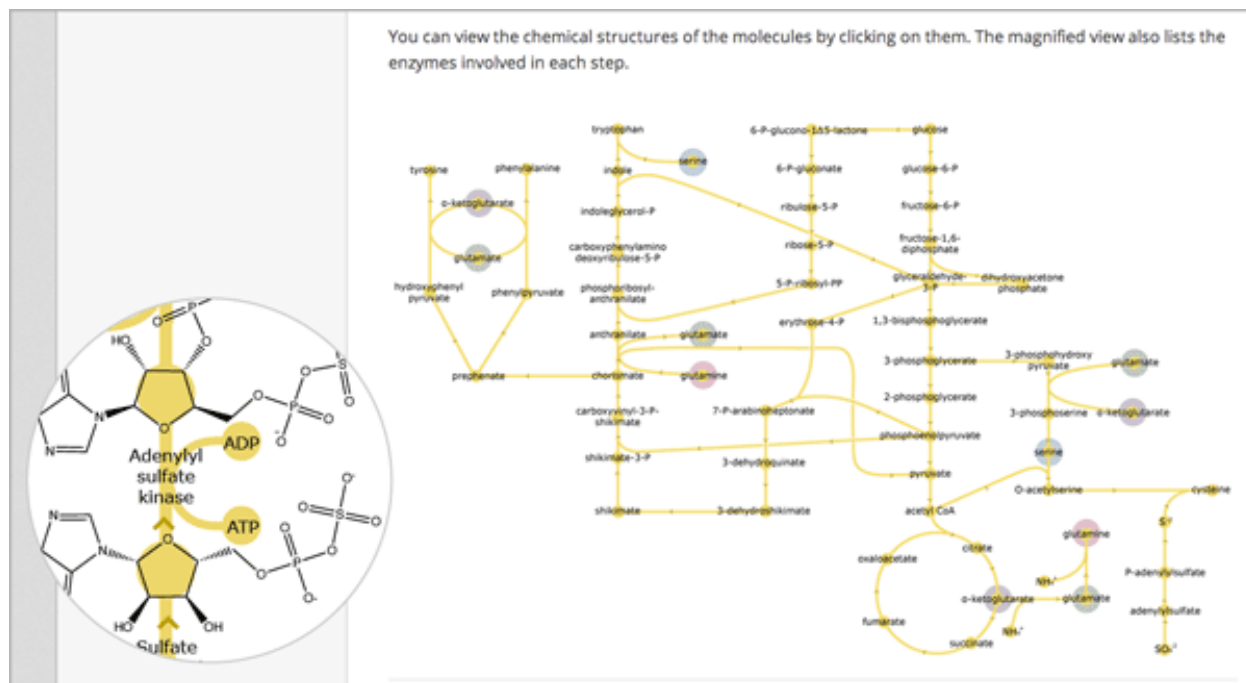 You can view the chemical structures of the molecules by clicking on them. The magnified view also lists the
enzymes involved in each step.
tryptophan
6-P-glucono-1Δ5-lactone
glucose
serine
tyrosine
phenylalanine
indole
6-P-gluconate
glucose-6-P
α-ketoglutarate
indoleglycerol-P
ribulose-5-P
fructose-6-P
carboxyphenylamino
deoxyribulose-5-P
ribose-5-P
fructose-1,6-
diphosphate
glutamate
hydroxyphenyl
pyruvate
phenylpyruvate
phosphoribosyl-
anthranilate
5-P-ribosyl-PP
glyceraldehyde-
3-P
dihydroxyacetone
phosphate
anthranilate
glutamate
erythrose-4-P
1,3-bisphosphoglycerate
prephenate
chorismate
glutamine
3-phosphoglycerate
3-phosphohydroxy
pyruvate
glutamate
carboxyvinyl-3-P-
shikimate
7-P-arabinoheptonate
2-phosphoglycerate
3-phosphoserine
α-ketoglutarate
shikimate-3-P
3-dehydroquinate
phosphoenolpyruvate
serine
pyruvate
O-acetylserine
cysteine
shikimate
3-dehydroshikimate
acetyl CoA
glutamine
oxaloacetate
citrate
P-adenylylsulfate
NH₄⁺
α-ketoglutarate
glutamate
adenylylsulfate
fumarate
NH₄⁺
succinate
P
O
HO
O
S
O
O
N
O
P
O
O
O⁻
N
ADP
Adenylyl
sulfate
kinase
ATP
O⁻
O
S
O
N
O
O
O
N
O
P
O-
HO
OH
Sulfate